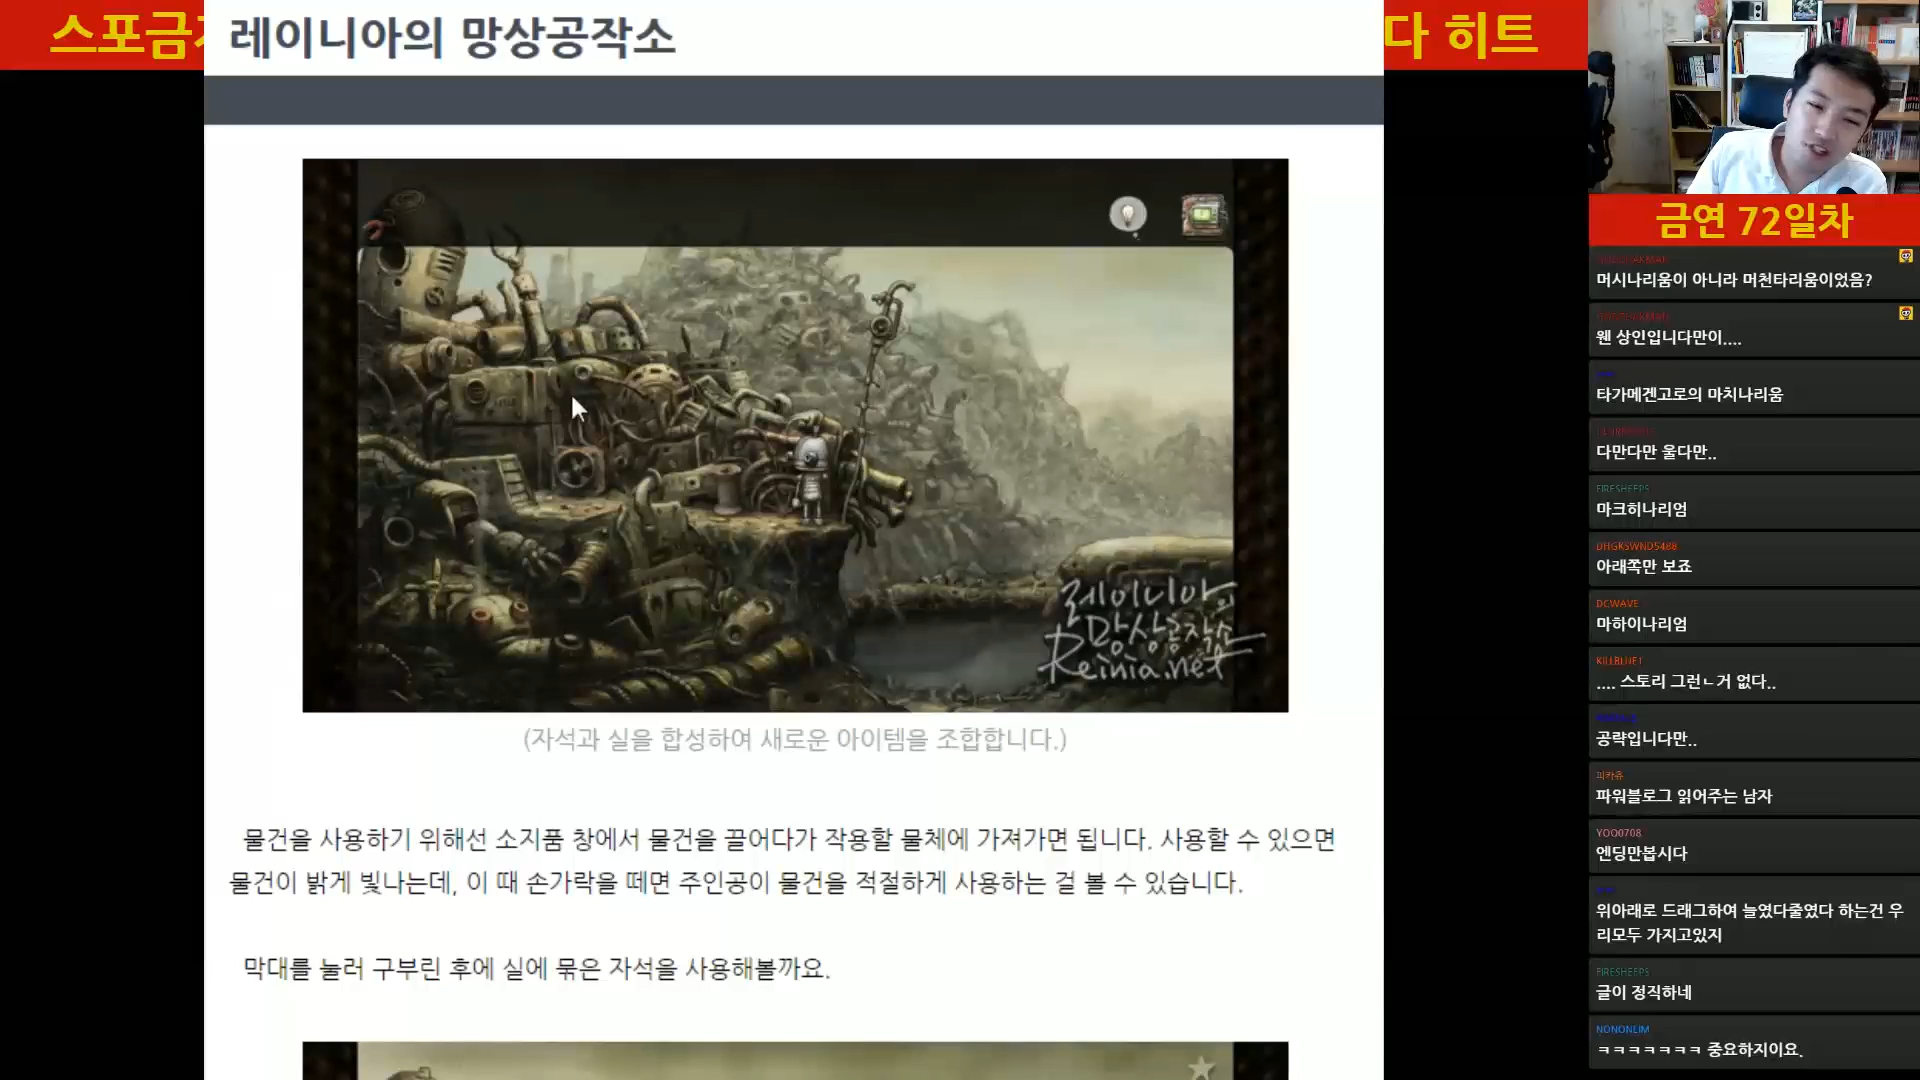 스포금
레이니아의 망상공작소
다 히트
레이니아의
망상공작소
Reinia.net
(자석과 실을 합성하여 새로운 아이템을 조합합니다.)
물건을 사용하기 위해선 소지품 창에서 물건을 끌어다가 작용할 물체에 가져가면 됩니다. 사용할 수 있으면
물건이 밝게 빛나는데, 이 때 손가락을 떼면 주인공이 물건을 적절하게 사용하는 걸 볼 수 있습니다.
막대를 눌러 구부린 후에 실에 묶은 자석을 사용해볼까요.
금연 72일차
머시나리움이 아니라 머천타리움이었음?
웬 상인입니다만이....
타가메겐고로의 마치나리움
다만다만 울다만..
FIRESHEEPS
마크히나리엄
DHGKSWND5488
아래쪽만 보죠
DCWAVE
마하이나리엄
KILLBLUET
.... 스토리 그런ㄴ거 없다..
공략입니다만..
피카츄
파워블로그 읽어주는 남자
YOO0708
엔딩만봅시다
위아래로 드래그하여 늘였다줄였다 하는건 우
리모두 가지고있지
FIRESHEEPS
글이 정직하네
NONONEIM
ㅋㅋㅋㅋㅋㅋㅋ 중요하지이요.